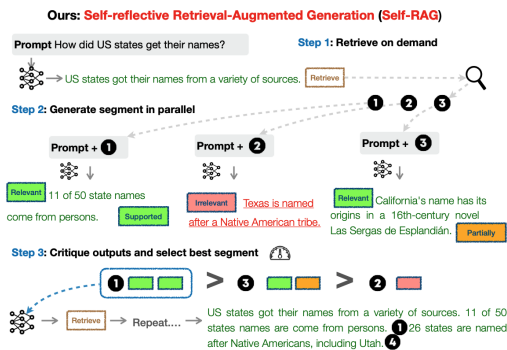 Ours: Self-reflective Retrieval-Augmented Generation (Self-RAG)
Prompt How did US states get their names?
Step 1: Retrieve on demand
US states got their names from a variety of sources. Retrieve
1 2 3
Step 2: Generate segment in parallel
Prompt + 1
Prompt + 2
Prompt + 3
Relevant 11 of 50 state names
come from persons. Supported
Irrelevant Texas is named
after a Native American tribe.
Relevant California's name has its
origins in a 16th-century novel
Las Sergas de Esplandián. Partially
Step 3: Critique outputs and select best segment
1 > 3 > 2
Retrieve
Repeat....
US states got their names from a variety of sources. 11 of 50
states names are come from persons. 1 26 states are named
after Native Americans, including Utah. 4